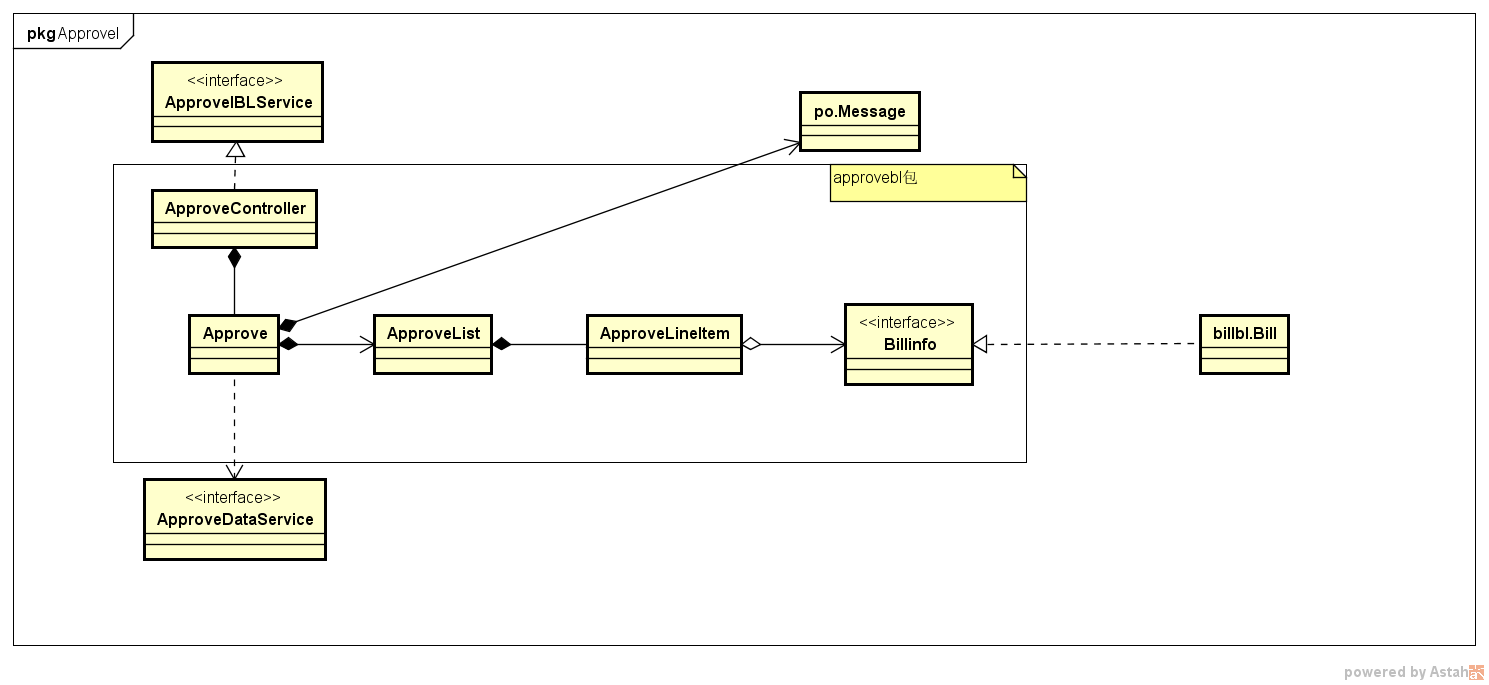 pkg Approvel
<<interface>>
ApprovelBLService
po.Message
approvebl包
ApproveController
Approve
ApproveList
ApproveLineItem
<<interface>>
Billinfo
billbl.Bill
<<interface>>
ApproveDataService
powered by Astah